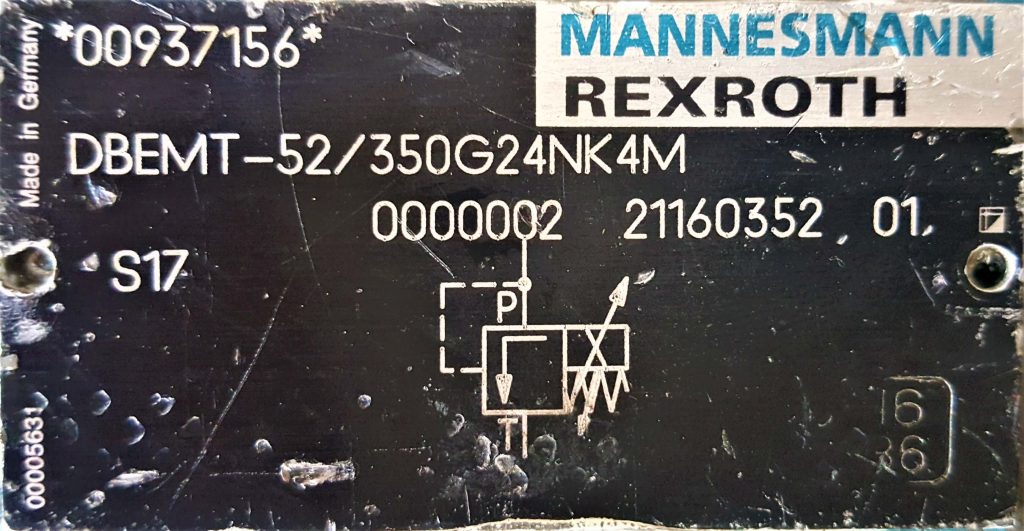 *00937156*
MANNESMANN
REXROTH
Made in Germany
DBEMT-52/350G24NK4M
0000002 21160352 01
S17
P
T
16
36
00005631